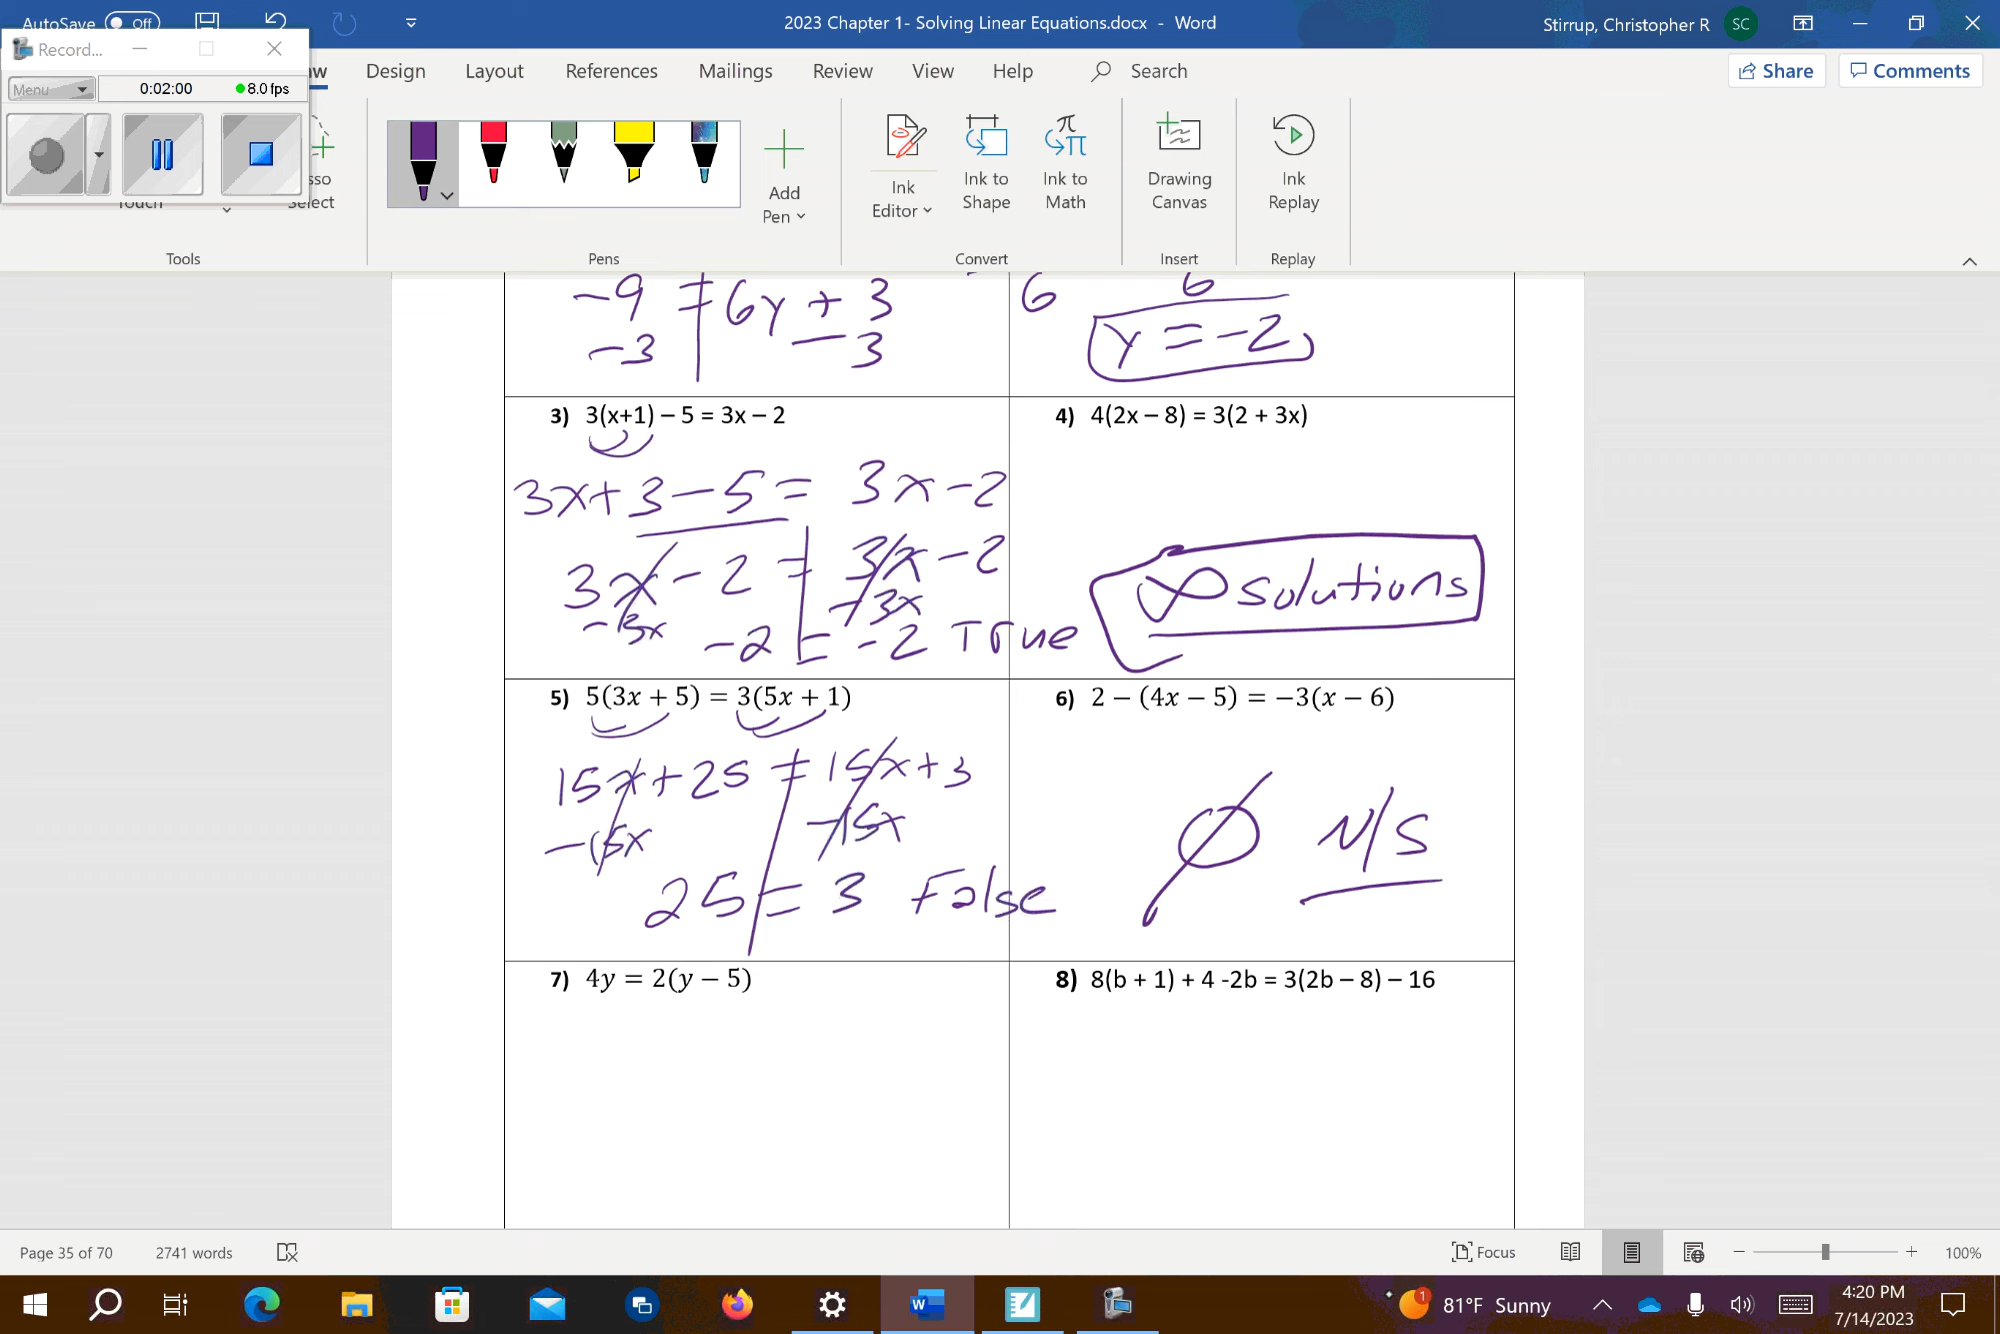 AutoSave Off
2023 Chapter 1- Solving Linear Equations.docx - Word
Stirrup, Christopher R SC
Record...
Menu 0:02:00 8.0 fps
Design Layout References Mailings Review View Help Search
Share Comments
Touch
Select
Add Pen
Ink Editor
Ink to Shape
Ink to Math
Drawing Canvas
Ink Replay
Tools Pens Convert Insert Replay
-9 = 6y + 3
-3 -3
6 6
y = -2
3) 3(x+1) – 5 = 3x – 2
3x+3-5= 3x-2
3x-2 = 3x-2
-3x -3x
-2 = -2 True
∞ solutions
4) 4(2x – 8) = 3(2 + 3x)
5) 5(3x + 5) = 3(5x + 1)
15x+25 = 15x+3
-15x -15x
25 = 3 False
∅ N/S
6) 2 − (4x − 5) = −3(x − 6)
7) 4y = 2(y − 5)
8) 8(b + 1) + 4 -2b = 3(2b – 8) – 16
Page 35 of 70 2741 words
Focus 100%
81°F Sunny
4:20 PM
7/14/2023